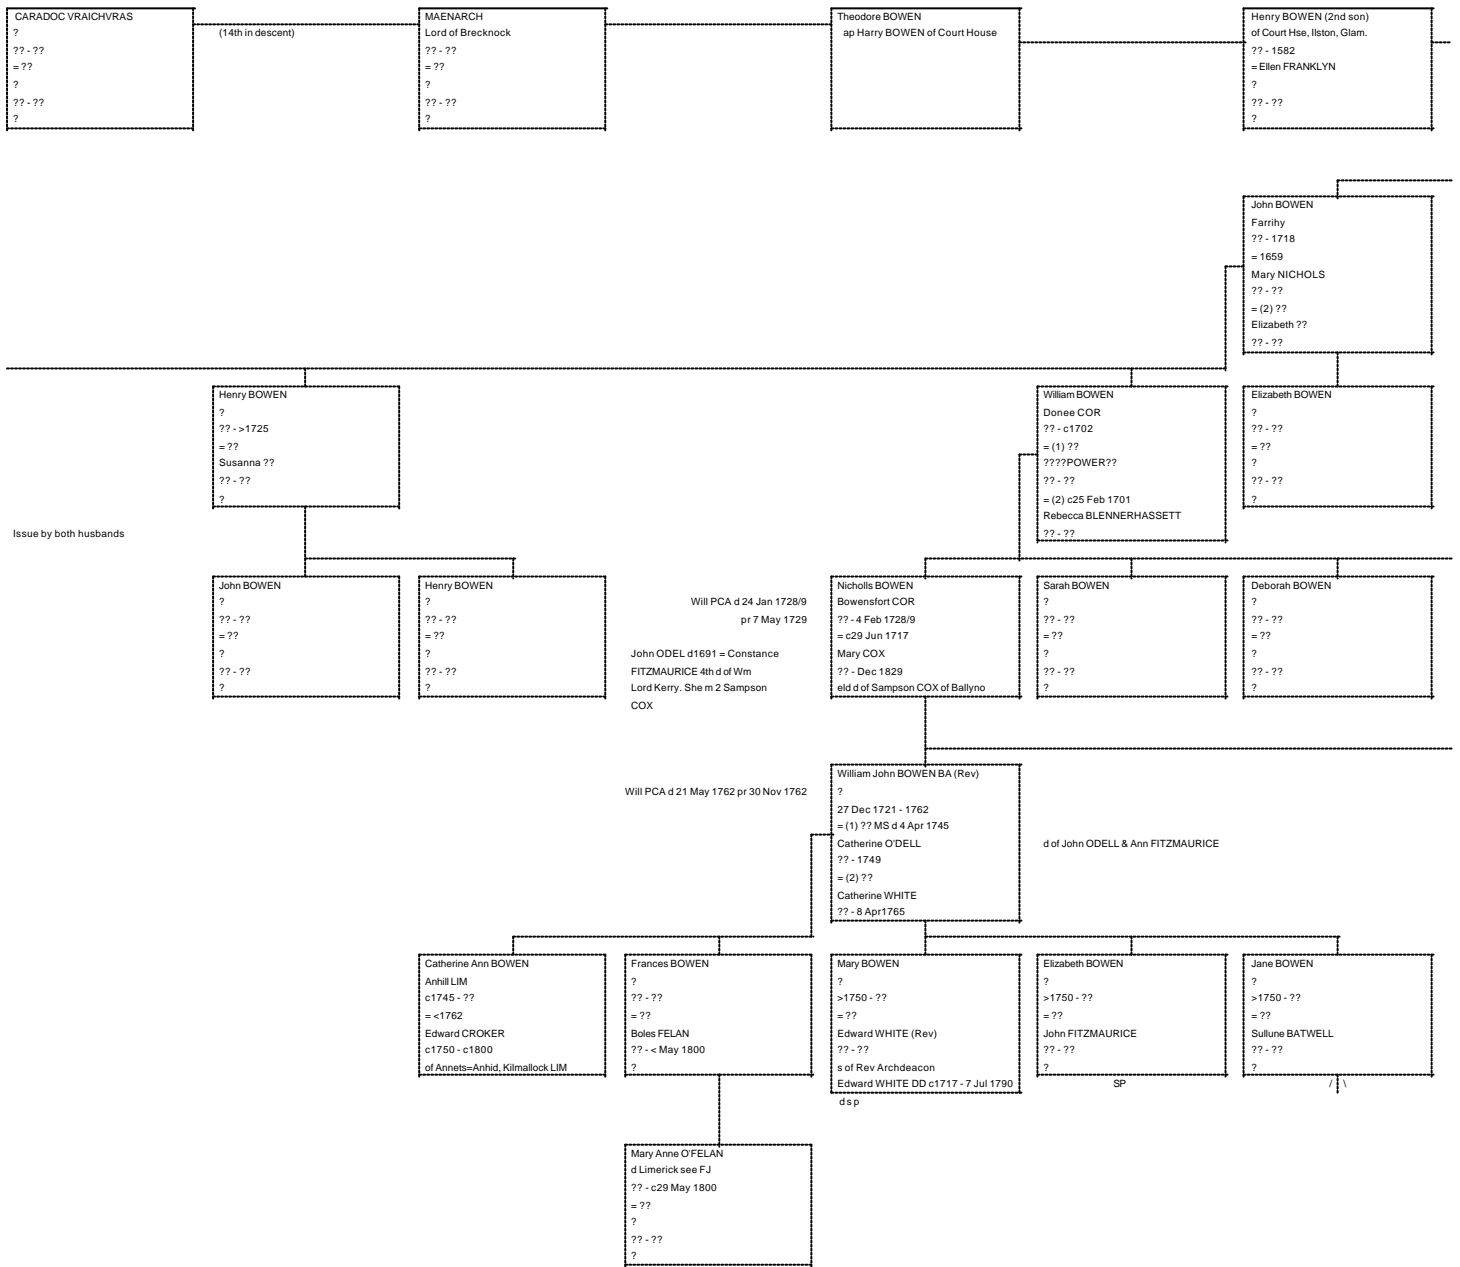 CARADOC VRAICHVRAS
?
?? - ??
= ??
?
?? - ??
?
(14th in descent)
MAENARCH
Lord of Brecknock
?? - ??
= ??
?
?? - ??
?
Theodore BOWEN
ap Harry BOWEN of Court House
Henry BOWEN (2nd son)
of Court Hse, Ilston, Glam.
?? - 1582
= Ellen FRANKLYN
?
?? - ??
?
John BOWEN
Farrihy
?? - 1718
= 1659
Mary NICHOLS
?? - ??
= (2) ??
Elizabeth ??
?? - ??
Henry BOWEN
?
?? - >1725
= ??
Susanna ??
?? - ??
?
William BOWEN
Donee COR
?? - c1702
= (1) ??
????POWER??
?? - ??
= (2) c25 Feb 1701
Rebecca BLENNERHASSETT
?? - ??
Elizabeth BOWEN
?
?? - ??
= ??
?
?? - ??
?
Issue by both husbands
John BOWEN
?
?? - ??
= ??
?
?? - ??
?
Henry BOWEN
?
?? - ??
= ??
?
?? - ??
?
Will PCA d 24 Jan 1728/9
pr 7 May 1729
John ODEL d1691 = Constance
FITZMAURICE 4th d of Wm
Lord Kerry. She m 2 Sampson
COX
Nicholls BOWEN
Bowensfort COR
?? - 4 Feb 1728/9
= c29 Jun 1717
Mary COX
?? - Dec 1829
eld d of Sampson COX of Ballyno
Sarah BOWEN
?
?? - ??
= ??
?
?? - ??
?
Deborah BOWEN
?
?? - ??
= ??
?
?? - ??
?
Will PCA d 21 May 1762 pr 30 Nov 1762
William John BOWEN BA (Rev)
?
27 Dec 1721 - 1762
= (1) ?? MS d 4 Apr 1745
Catherine O'DELL
?? - 1749
= (2) ??
Catherine WHITE
?? - 8 Apr1765
d of John ODELL & Ann FITZMAURICE
Catherine Ann BOWEN
Anhill LIM
c1745 - ??
= <1762
Edward CROKER
c1750 - c1800
of Annets=Anhid, Kilmallock LIM
Frances BOWEN
?
?? - ??
= ??
Boles FELAN
?? - < May 1800
?
Mary BOWEN
?
>1750 - ??
= ??
Edward WHITE (Rev)
?? - ??
s of Rev Archdeacon
Edward WHITE DD c1717 - 7 Jul 1790
d s p
Elizabeth BOWEN
?
>1750 - ??
= ??
John FITZMAURICE
?? - ??
?
SP
Jane BOWEN
?
>1750 - ??
= ??
Sullune BATWELL
?? - ??
?
/ \
Mary Anne O'FELAN
d Limerick see FJ
?? - c29 May 1800
= ??
?
?? - ??
?